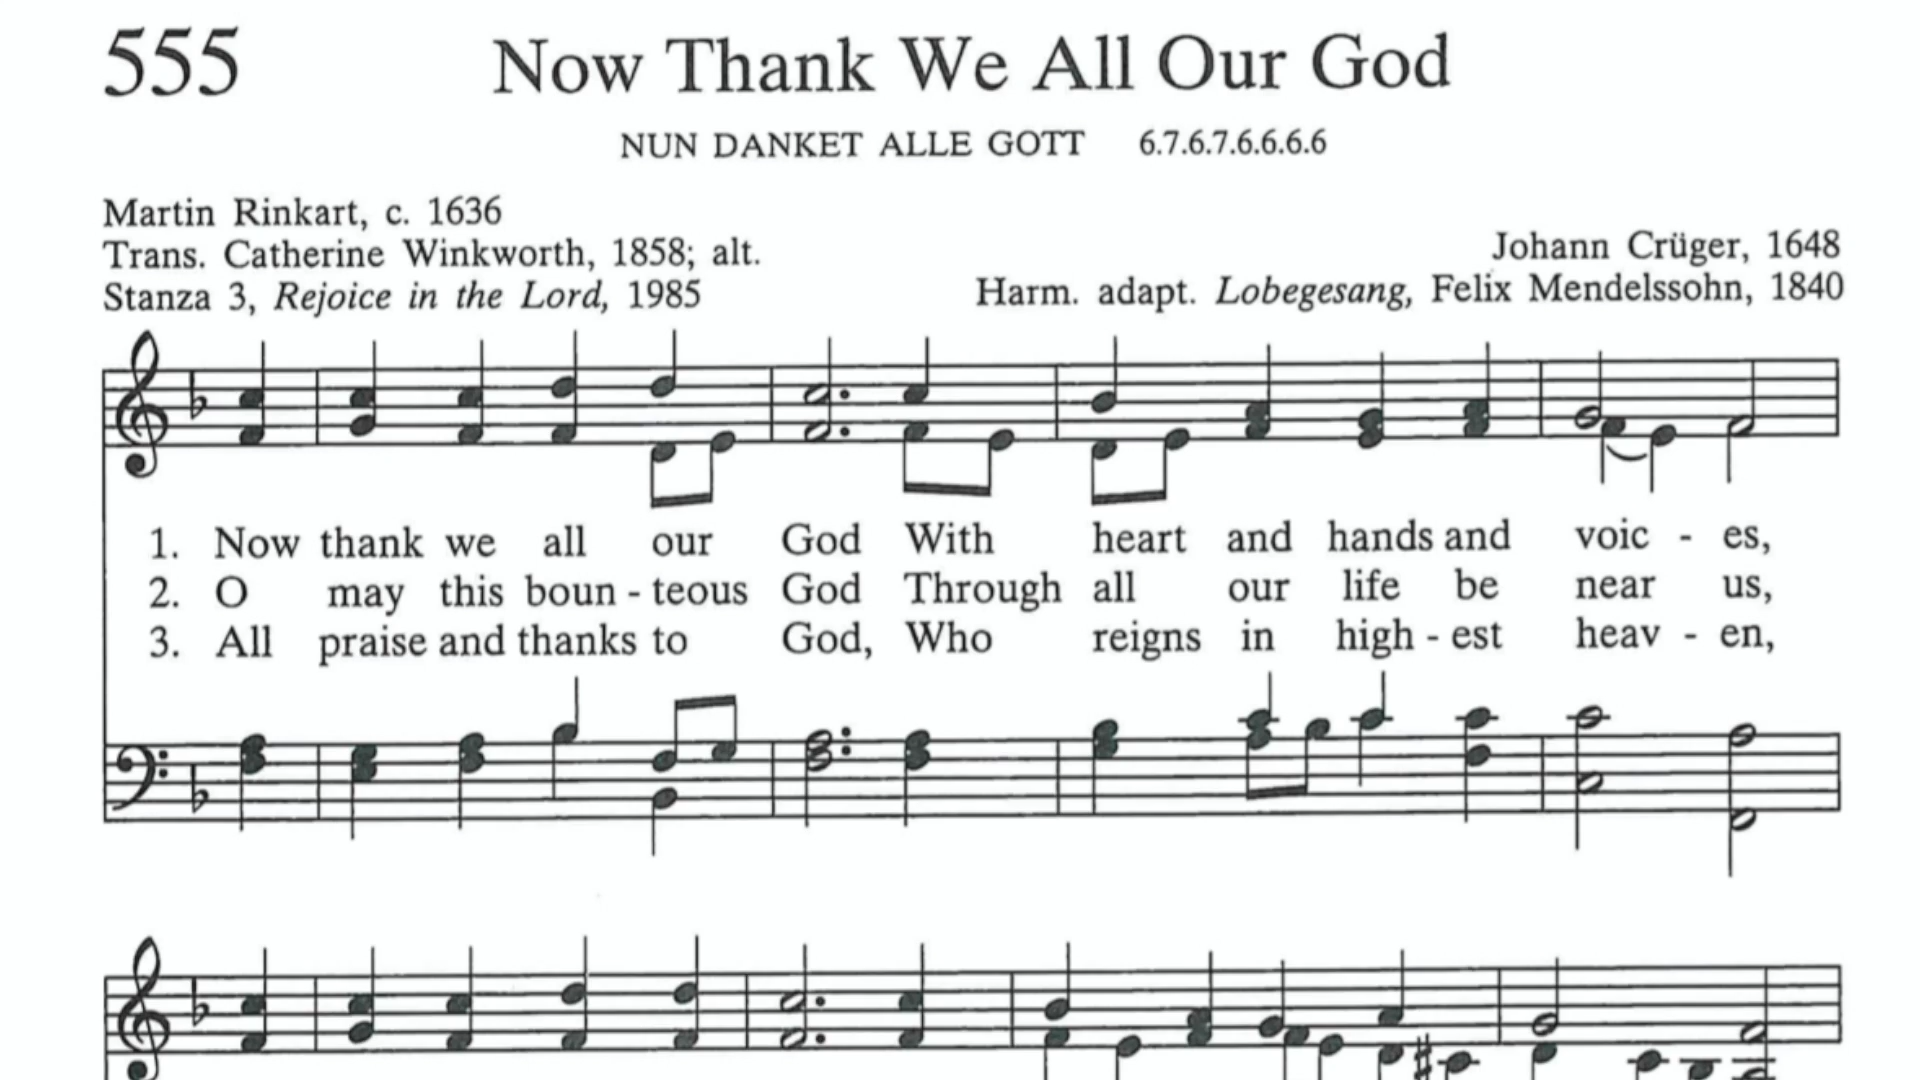 555 Now Thank We All Our God
NUN DANKET ALLE GOTT 6.7.6.7.6.6.6.6
Martin Rinkart, c. 1636
Trans. Catherine Winkworth, 1858; alt.
Stanza 3, Rejoice in the Lord, 1985
Johann Crüger, 1648
Harm. adapt. Lobegesang, Felix Mendelssohn, 1840
1. Now thank we all our God With heart and hands and voic - es,
2. O may this boun - teous God Through all our life be near us,
3. All praise and thanks to God, Who reigns in high - est heav - en,